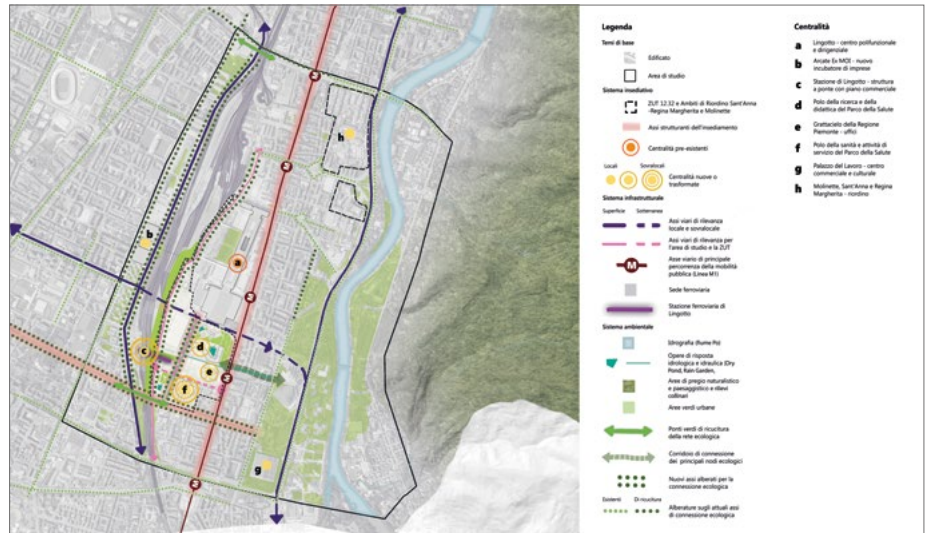 M
M
M
M
M
M
a
b
c
d
e
f
g
h
Legenda
Temi di base
Edificato
Area di studio
Sistema insediativo
ZUT 12.32 e Ambiti di Riordino Sant'Anna
-Regina Margherita e Molinette
Assi strutturanti dell'insediamento
Centralità pre-esistenti
Locali Sovralocali
Centralità nuove o
trasformate
Sistema infrastrutturale
Superficie Sotterranea
Assi viari di rilevanza
locale e sovralocale
Assi viari di rilevanza per
l'area di studio e la ZUT
M
Asse viario di principale
percorrenza della mobilità
pubblica (Linea M1)
Sede ferroviaria
Stazione ferroviaria di
Lingotto
Sistema ambientale
Idrografia (fiume Po)
Opere di risposta
idrologica e idraulica (Dry
Pond, Rain Garden,
Aree di pregio naturalistico
e paesaggistico e rilievi
collinari
Aree verdi urbane
Ponti verdi di ricucitura
della rete ecologica
Corridoio di connessione
dei principali nodi ecologici
Nuovi assi alberati per la
connessione ecologica
Esistenti Di ricucitura
Alberature sugli attuali assi
di connessione ecologica
Centralità
a Lingotto - centro polifunzionale
e dirigenziale
b Arcate Ex MOI - nuovo
incubatore di imprese
c Stazione di Lingotto - struttura
a ponte con piano commerciale
d Polo della ricerca e della
didattica del Parco della Salute
e Grattacielo della Regione
Piemonte - uffici
f Polo della sanità e attività di
servizio del Parco della Salute
g Palazzo del Lavoro - centro
commerciale e culturale
h Molinette, Sant'Anna e Regina
Margherita - riordino